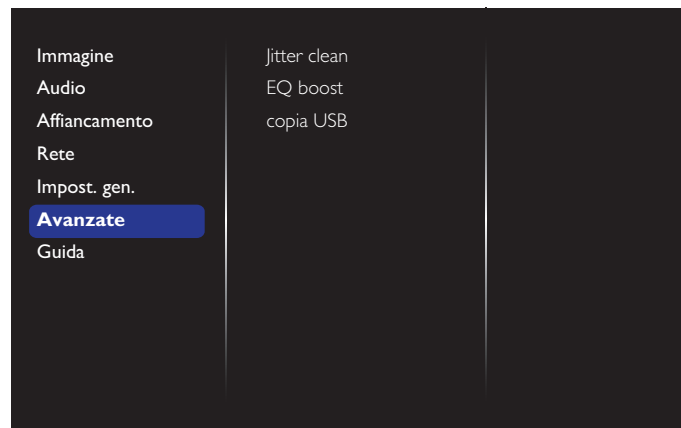 Immagine
Audio
Affiancamento
Rete
Impost. gen.
Avanzate
Guida
Jitter clean
EQ boost
copia USB